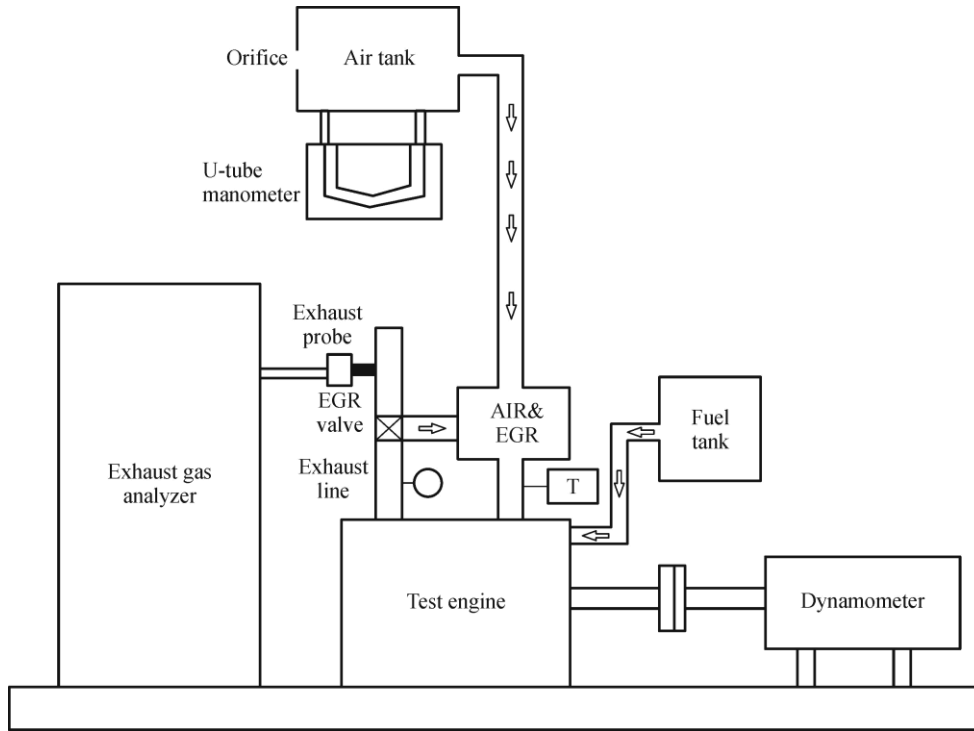 Orifice
Air tank
U-tube
manometer
Exhaust
probe
EGR
valve
AIR&
EGR
Fuel
tank
Exhaust gas
analyzer
Exhaust
line
T
Test engine
Dynamometer